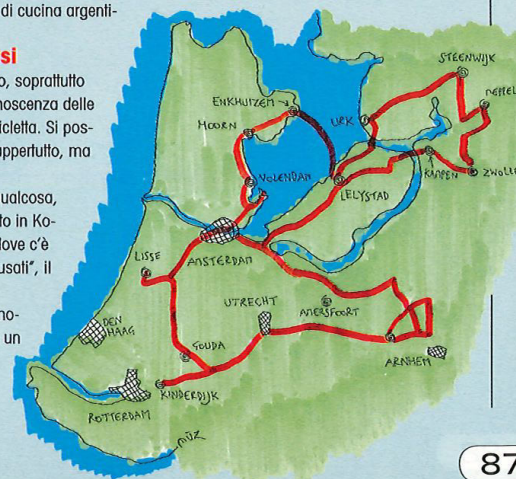 di cucina argenti-
si
o, soprattutto
noscenza delle
icletta. Si pos-
appertutto, ma
ualcosa,
to in Ko-
dove c'è
usati", il
no-
un
STEENWIJK
MEPPEL
ENKHUIZEM
URK
HOORN
KAMPEN
ZWOLLE
VOLENDAM
LELYSTAD
LISSE
AMSTERDAM
UTRECHT
AMERSFOORT
DEN
HAAG
GOUDA
ARNHEM
KINDERDIJK
ROTTERDAM
MÜZ
87